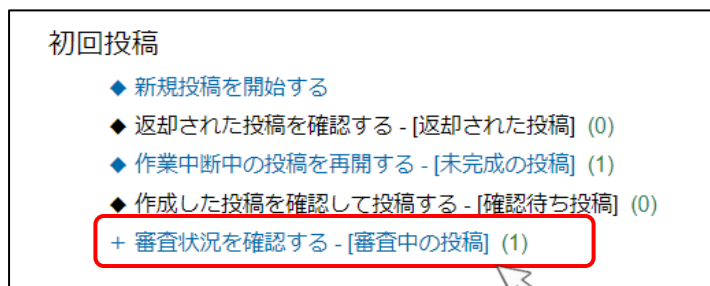 初回投稿
◆ 新規投稿を開始する
◆ 返却された投稿を確認する - [返却された投稿] (0)
◆ 作業中断中の投稿を再開する - [未完成の投稿] (1)
◆ 作成した投稿を確認して投稿する - [確認待ち投稿] (0)
+ 審査状況を確認する - [審査中の投稿] (1)